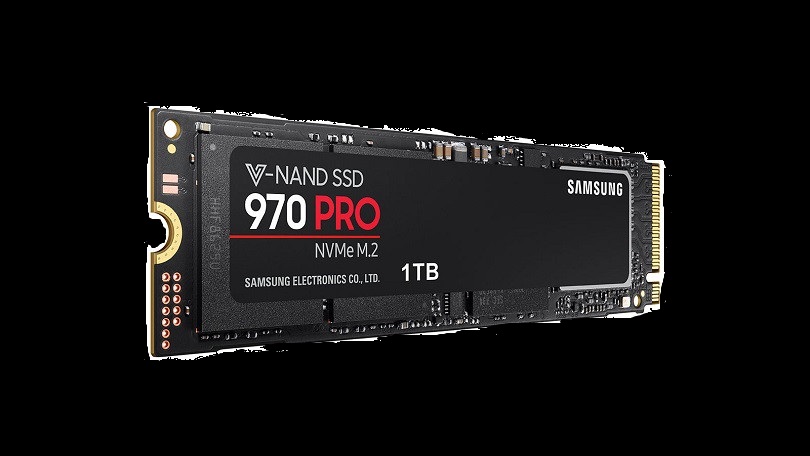 V-NAND SSD
970 PRO
NVMe M.2
SAMSUNG ELECTRONICS CO., LTD.
1TB
SAMSUNG